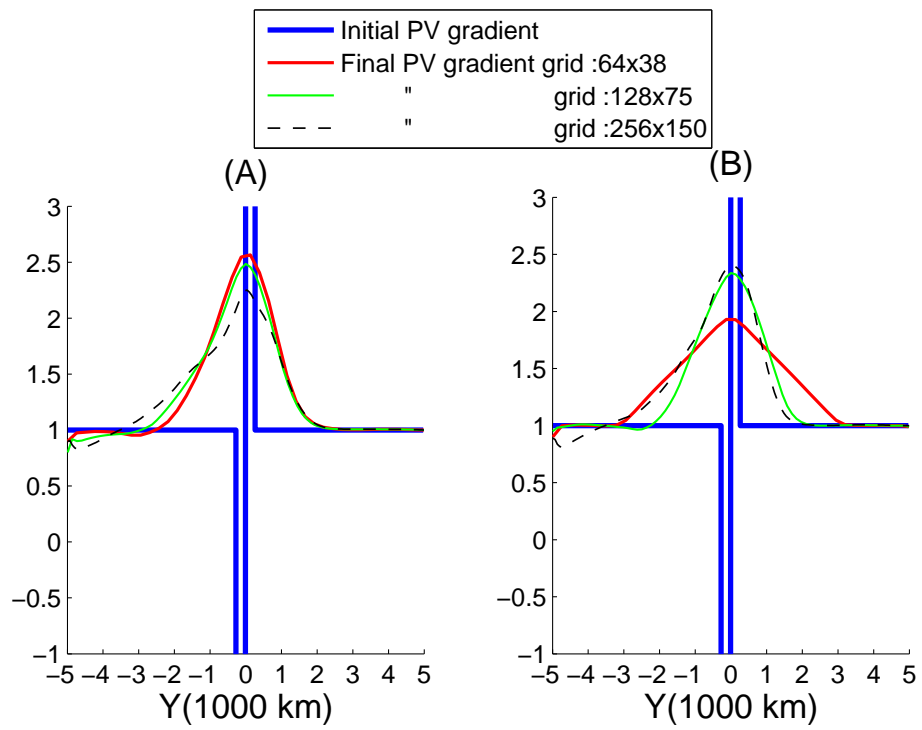 Initial PV gradient
Final PV gradient grid :64x38
" grid :128x75
" grid :256x150
(A)
(B)
3
2.5
2
1.5
1
0.5
0
−0.5
−1
−5 −4 −3 −2 −1 0 1 2 3 4 5
Y(1000 km)
3
2.5
2
1.5
1
0.5
0
−0.5
−1
−5 −4 −3 −2 −1 0 1 2 3 4 5
Y(1000 km)